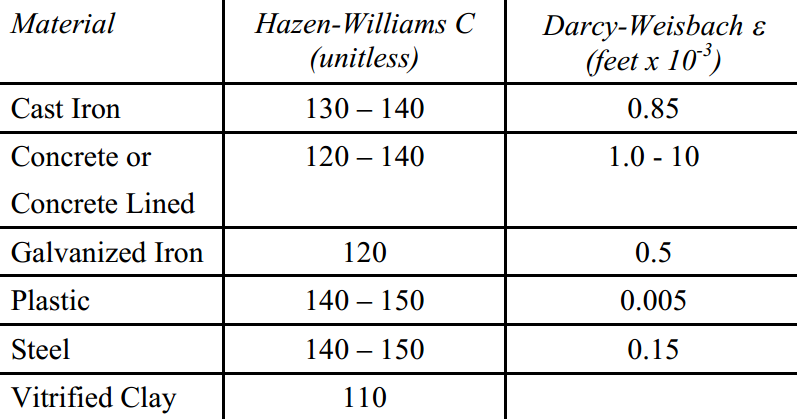 Material Hazen-Williams C Darcy-Weisbach ε
(unitless) (feet x 10⁻³)
Cast Iron 130 – 140 0.85
Concrete or 120 – 140 1.0 - 10
Concrete Lined
Galvanized Iron 120 0.5
Plastic 140 – 150 0.005
Steel 140 – 150 0.15
Vitrified Clay 110